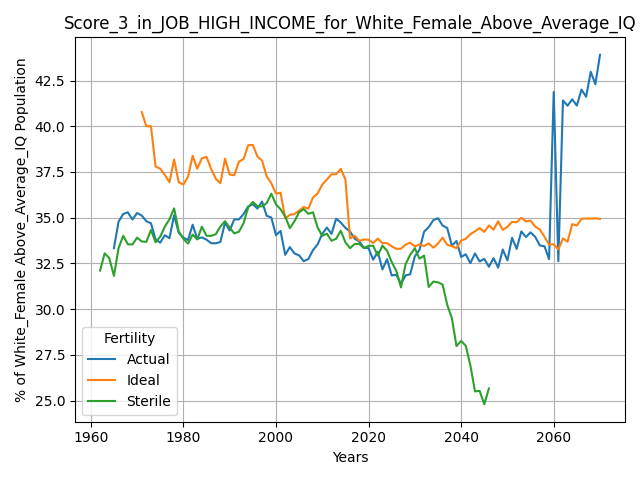 Score_3_in_JOB_HIGH_INCOME_for_White_Female_Above_Average_IQ
% of White_Female Above_Average_IQ Population
42.5
40.0
37.5
35.0
32.5
30.0
27.5
25.0
Fertility
Actual
Ideal
Sterile
1960 1980 2000 2020 2040 2060
Years